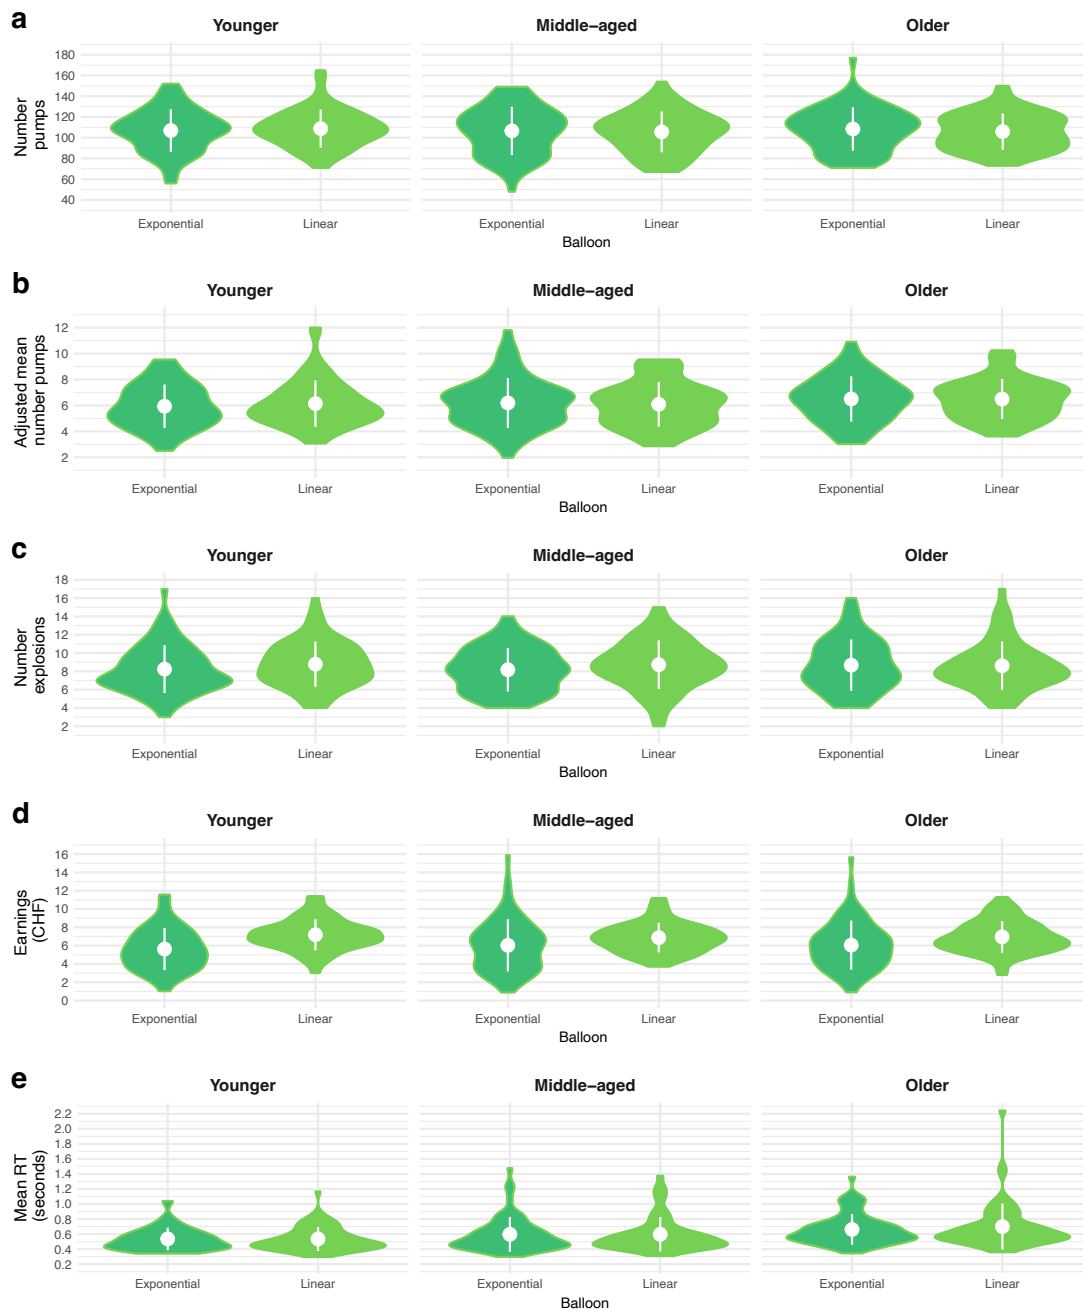 a
Younger
Middle−aged
Older
Number
pumps
180
160
140
120
100
80
60
40
Exponential
Linear
Exponential
Linear
Exponential
Linear
Balloon
b
Younger
Middle−aged
Older
Adjusted mean
number pumps
12
10
8
6
4
2
Exponential
Linear
Exponential
Linear
Exponential
Linear
Balloon
c
Younger
Middle−aged
Older
Number
explosions
18
16
14
12
10
8
6
4
2
Exponential
Linear
Exponential
Linear
Exponential
Linear
Balloon
d
Younger
Middle−aged
Older
Earnings
(CHF)
16
14
12
10
8
6
4
2
0
Exponential
Linear
Exponential
Linear
Exponential
Linear
Balloon
e
Younger
Middle−aged
Older
Mean RT
(seconds)
2.2
2.0
1.8
1.6
1.4
1.2
1.0
0.8
0.6
0.4
0.2
Exponential
Linear
Exponential
Linear
Exponential
Linear
Balloon